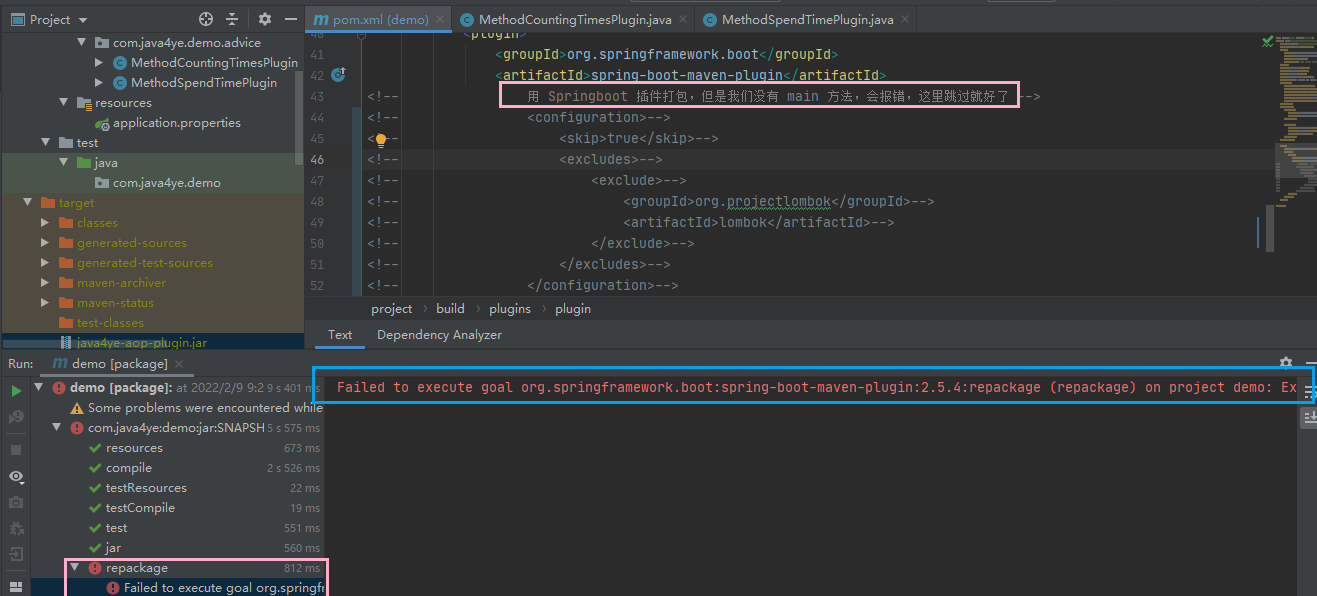 Project
com.java4ye.demo.advice
MethodCountingTimesPlugin
MethodSpendTimePlugin
resources
application.properties
test
java
com.java4ye.demo
target
classes
generated-sources
generated-test-sources
maven-archiver
maven-status
test-classes
java4ye-aop-plugin.jar
pom.xml (demo)
MethodCountingTimesPlugin.java
MethodSpendTimePlugin.java
40 <plugin>
41 <groupId>org.springframework.boot</groupId>
42 <artifactId>spring-boot-maven-plugin</artifactId>
43 <!-- 用 Springboot 插件打包，但是我们没有 main 方法，会报错，这里跳过就好了 -->
44 <!-- <configuration>-->
45 <!-- <skip>true</skip>-->
46 <!-- <excludes>-->
47 <!-- <exclude>-->
48 <!-- <groupId>org.projectlombok</groupId>-->
49 <!-- <artifactId>lombok</artifactId>-->
50 <!-- </exclude>-->
51 <!-- </excludes>-->
52 <!-- </configuration>-->
project › build › plugins › plugin
Text Dependency Analyzer
Run: demo [package]
demo [package]: at 2022/2/9 9:2 9 s 401 ms
Some problems were encountered while
com.java4ye:demo:jar:SNAPSH 5 s 575 ms
resources 673 ms
compile 2 s 526 ms
testResources 22 ms
testCompile 19 ms
test 551 ms
jar 560 ms
repackage 812 ms
Failed to execute goal org.springfr
Failed to execute goal org.springframework.boot:spring-boot-maven-plugin:2.5.4:repackage (repackage) on project demo: Ex